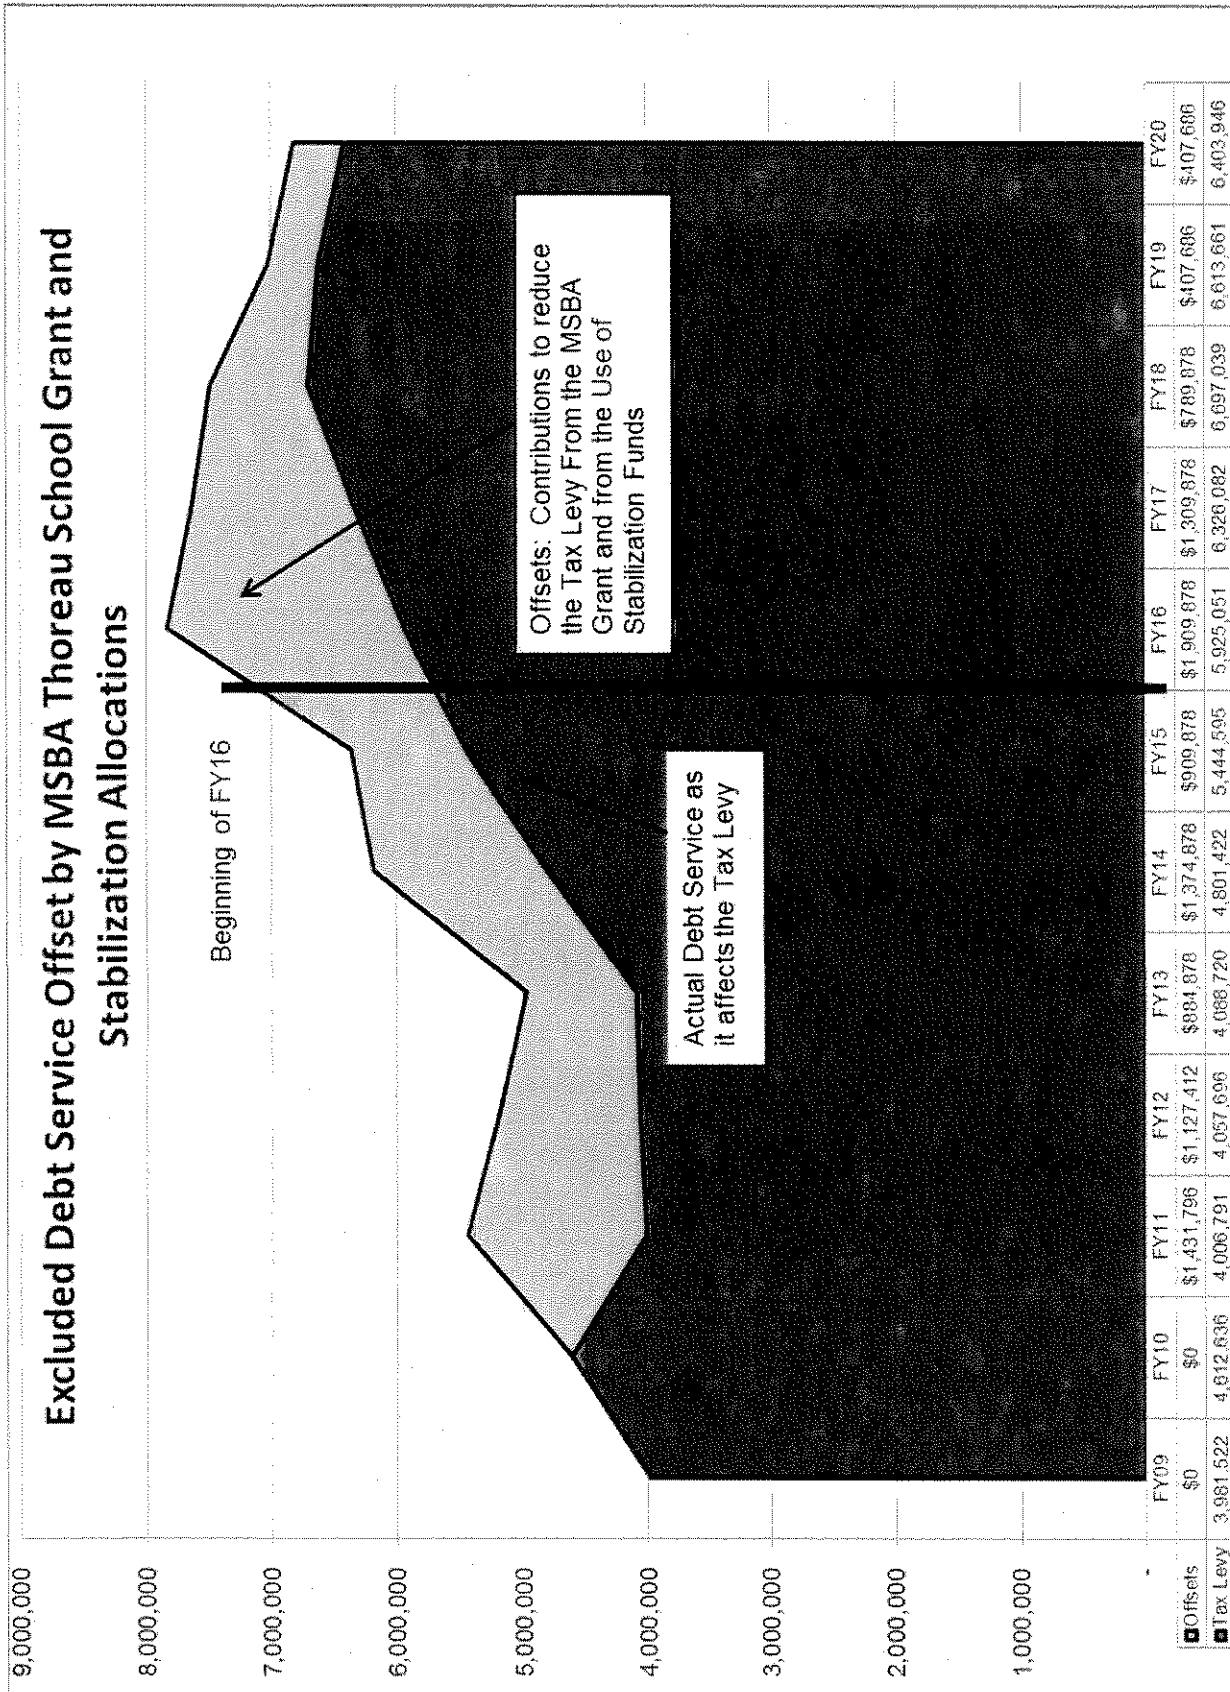 Excluded Debt Service Offset by MSBA Thoreau School Grant and
Stabilization Allocations
9,000,000
8,000,000
7,000,000
6,000,000
5,000,000
4,000,000
3,000,000
2,000,000
1,000,000
-
Beginning of FY16
Offsets: Contributions to reduce
the Tax Levy From the MSBA
Grant and from the Use of
Stabilization Funds
Actual Debt Service as
it affects the Tax Levy
FY09 FY10 FY11 FY12 FY13 FY14 FY15 FY16 FY17 FY18 FY19 FY20
Offsets $0 $0 $1,431,796 $1,127,412 $884,878 $1,374,878 $909,878 $1,909,878 $1,309,878 $789,878 $407,686 $407,686
Tax Levy 3,981,522 4,612,636 4,006,791 4,057,696 4,088,720 4,801,422 5,444,595 5,925,051 6,326,082 6,697,039 6,613,661 6,403,946